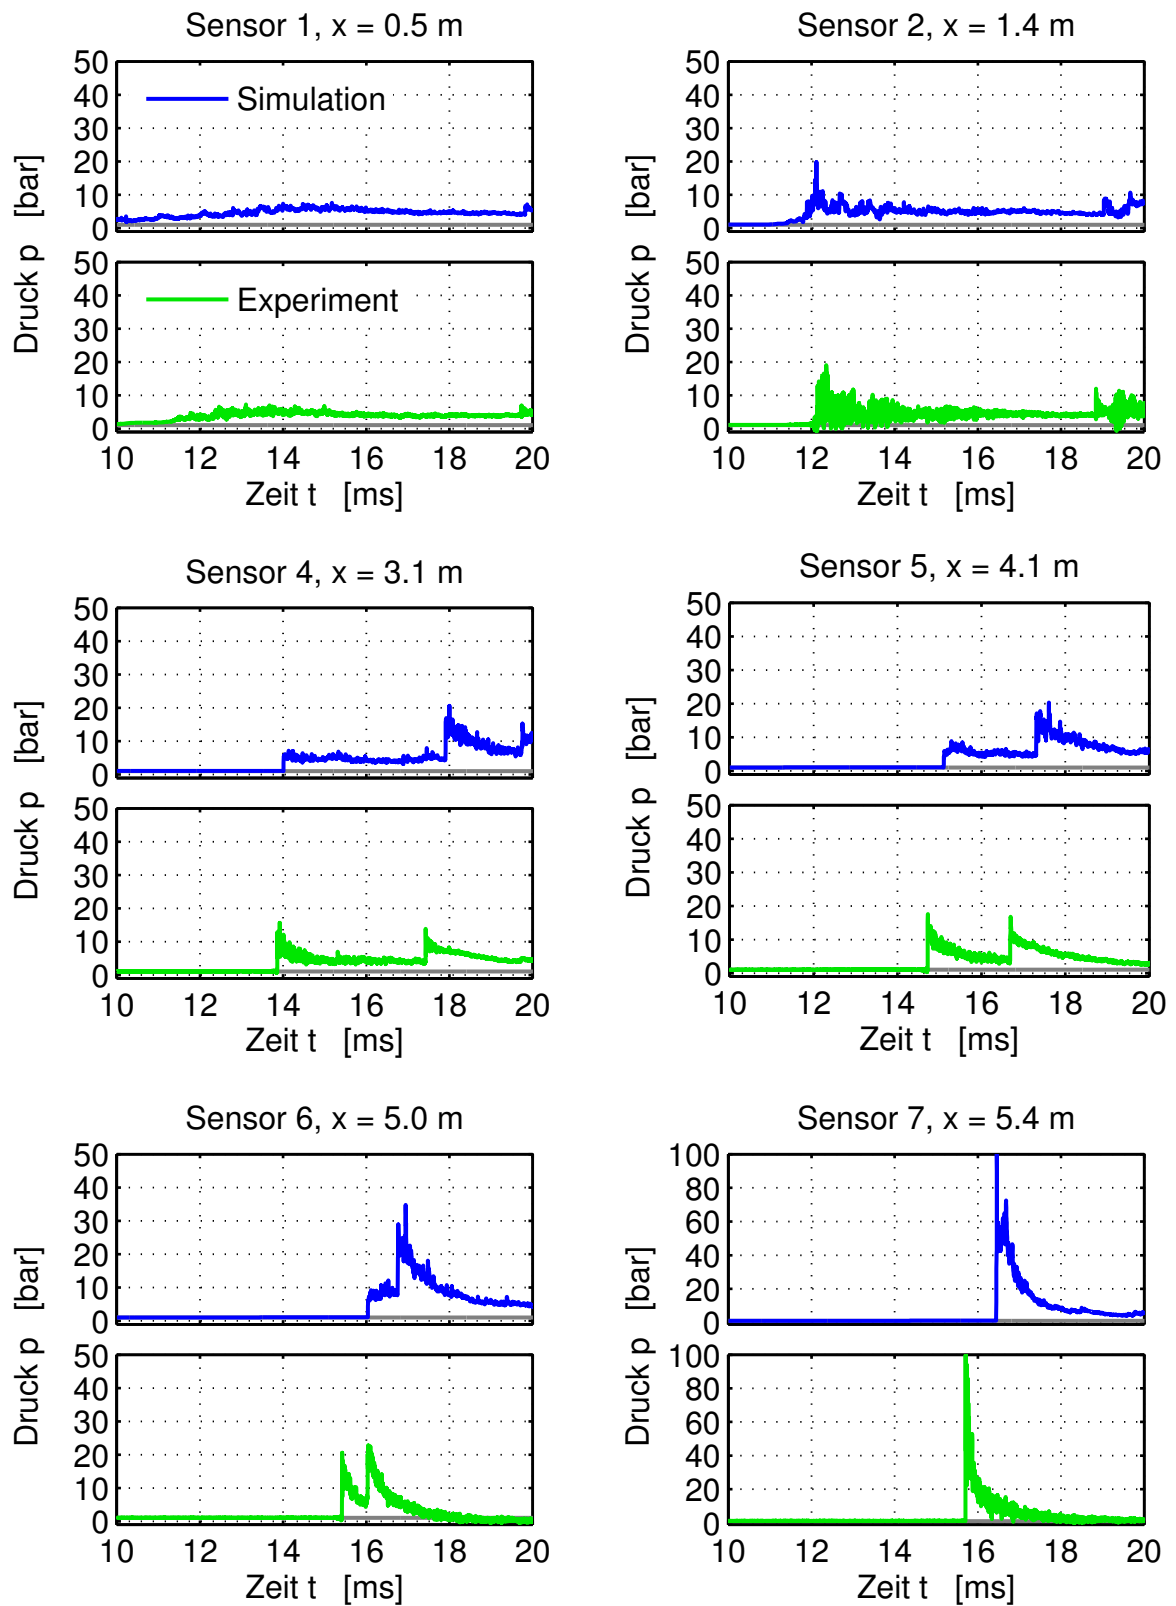 Sensor 1, x = 0.5 m
50
40
30
20
10
0
Simulation
50
40
30
20
10
0
Experiment
10 12 14 16 18 20
Zeit t [ms]
Druck p [bar]
Sensor 2, x = 1.4 m
50
40
30
20
10
0
50
40
30
20
10
0
10 12 14 16 18 20
Zeit t [ms]
Druck p [bar]
Sensor 4, x = 3.1 m
50
40
30
20
10
0
50
40
30
20
10
0
10 12 14 16 18 20
Zeit t [ms]
Druck p [bar]
Sensor 5, x = 4.1 m
50
40
30
20
10
0
50
40
30
20
10
0
10 12 14 16 18 20
Zeit t [ms]
Druck p [bar]
Sensor 6, x = 5.0 m
50
40
30
20
10
0
50
40
30
20
10
0
10 12 14 16 18 20
Zeit t [ms]
Druck p [bar]
Sensor 7, x = 5.4 m
100
80
60
40
20
0
100
80
60
40
20
0
10 12 14 16 18 20
Zeit t [ms]
Druck p [bar]